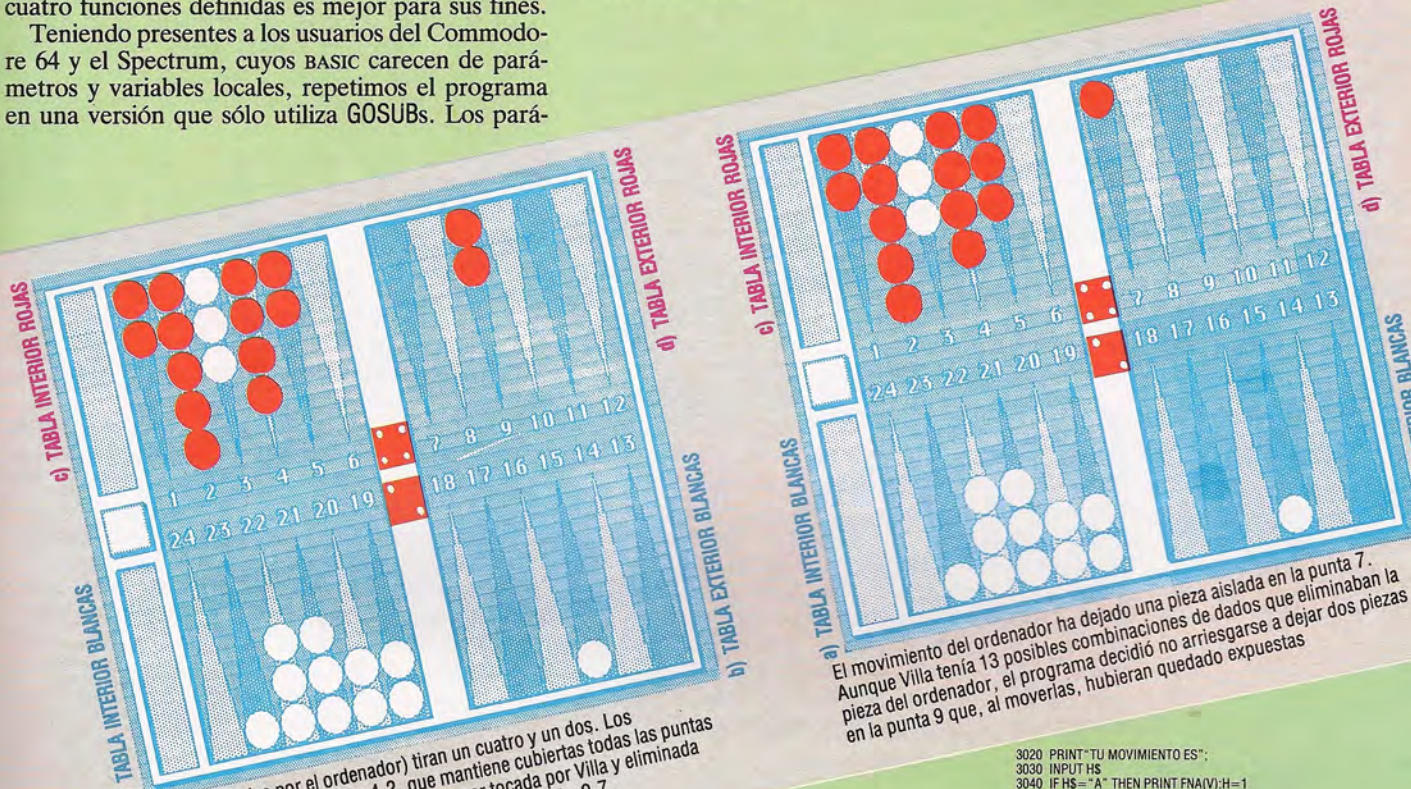 cuatro funciones definidas es mejor para sus fines.
Teniendo presentes a los usuarios del Commodo-
re 64 y el Spectrum, cuyos BASIC carecen de pará-
metros y variables locales, repetimos el programa
en una versión que sólo utiliza GOSUBs. Los pará-
c) TABLA INTERIOR ROJAS
d) TABLA EXTERIOR ROJAS
1 2 3 4 5 6 7 8 9 10 11 12
24 23 22 21 20 19 18 17 16 15 14 13
TABLA INTERIOR BLANCAS
b) TABLA EXTERIOR BLANCAS
por el ordenador) tiran un cuatro y un dos. Los
4-2, que mantiene cubiertas todas las puntas
tocada por Villa y eliminada
c) TABLA INTERIOR ROJAS
d) TABLA EXTERIOR ROJAS
1 2 3 4 5 6 7 8 9 10 11 12
24 23 22 21 20 19 18 17 16 15 14 13
a) TABLA INTERIOR BLANCAS
BLANCAS
El movimiento del ordenador ha dejado una pieza aislada en la punta 7.
Aunque Villa tenía 13 posibles combinaciones de dados que eliminaban la
pieza del ordenador, el programa decidió no arriesgarse a dejar dos piezas
en la punta 9 que, al moverlas, hubieran quedado expuestas
3020 PRINT"TU MOVIMIENTO ES";
3030 INPUT H$
3040 IF H$="A" THEN PRINT FNA(V):H=1